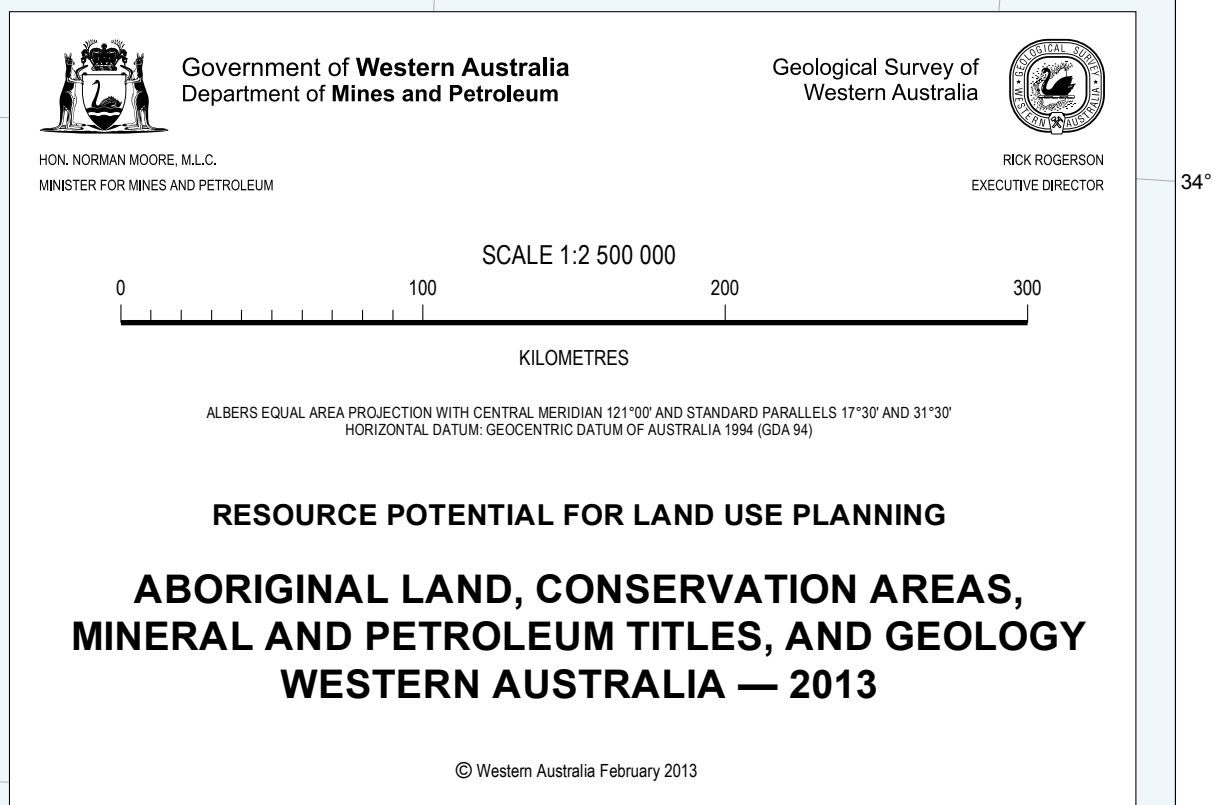 Government of Western Australia
Department of Mines and Petroleum
Geological Survey of
Western Australia
GEOLOGICAL SURVEY
WESTERN AUSTRALIA
HON. NORMAN MOORE, M.L.C.
MINISTER FOR MINES AND PETROLEUM
RICK ROGERSON
EXECUTIVE DIRECTOR
34°
SCALE 1:2 500 000
0 100 200 300
KILOMETRES
ALBERS EQUAL AREA PROJECTION WITH CENTRAL MERIDIAN 121°00' AND STANDARD PARALLELS 17°30' AND 31°30'
HORIZONTAL DATUM: GEOCENTRIC DATUM OF AUSTRALIA 1994 (GDA 94)
RESOURCE POTENTIAL FOR LAND USE PLANNING
ABORIGINAL LAND, CONSERVATION AREAS,
MINERAL AND PETROLEUM TITLES, AND GEOLOGY
WESTERN AUSTRALIA — 2013
© Western Australia February 2013